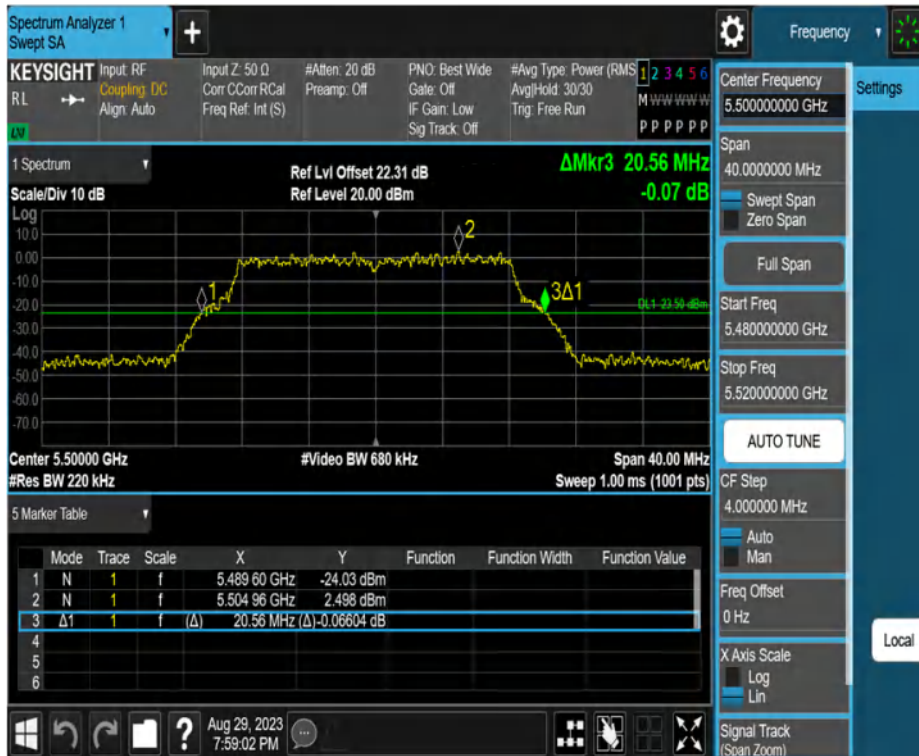 Spectrum Analyzer 1
Swept SA
Frequency
KEYSIGHT
RL
Input: RF
Coupling: DC
Align: Auto
Input Z: 50 Ω
Corr CCorr RCal
Freq Ref: Int (S)
#Atten: 20 dB
Preamp: Off
PNO: Best Wide
Gate: Off
IF Gain: Low
Sig Track: Off
#Avg Type: Power (RMS
Avg|Hold: 30/30
Trig: Free Run
1 2 3 4 5 6
M W W W W W
P P P P P P
Center Frequency
5.500000000 GHz
Settings
Span
40.0000000 MHz
Swept Span
Zero Span
Full Span
Start Freq
5.480000000 GHz
Stop Freq
5.520000000 GHz
AUTO TUNE
CF Step
4.000000 MHz
Auto
Man
Freq Offset
0 Hz
X Axis Scale
Log
Lin
Signal Track
(Span Zoom)
Local
1 Spectrum
Scale/Div 10 dB
Ref Lvl Offset 22.31 dB
Ref Level 20.00 dBm
ΔMkr3 20.56 MHz
-0.07 dB
Log
10.0
0.00
-10.0
-20.0
-30.0
-40.0
-50.0
-60.0
-70.0
1
2
3Δ1
DL1 -23.50 dBm
Center 5.50000 GHz
#Video BW 680 kHz
Span 40.00 MHz
#Res BW 220 kHz
Sweep 1.00 ms (1001 pts)
5 Marker Table
Mode Trace Scale X Y Function Function Width Function Value
1 N 1 f 5.489 60 GHz -24.03 dBm
2 N 1 f 5.504 96 GHz 2.498 dBm
3 Δ1 1 f (Δ) 20.56 MHz (Δ) -0.06604 dB
4
5
6
?
Aug 29, 2023
7:59:02 PM